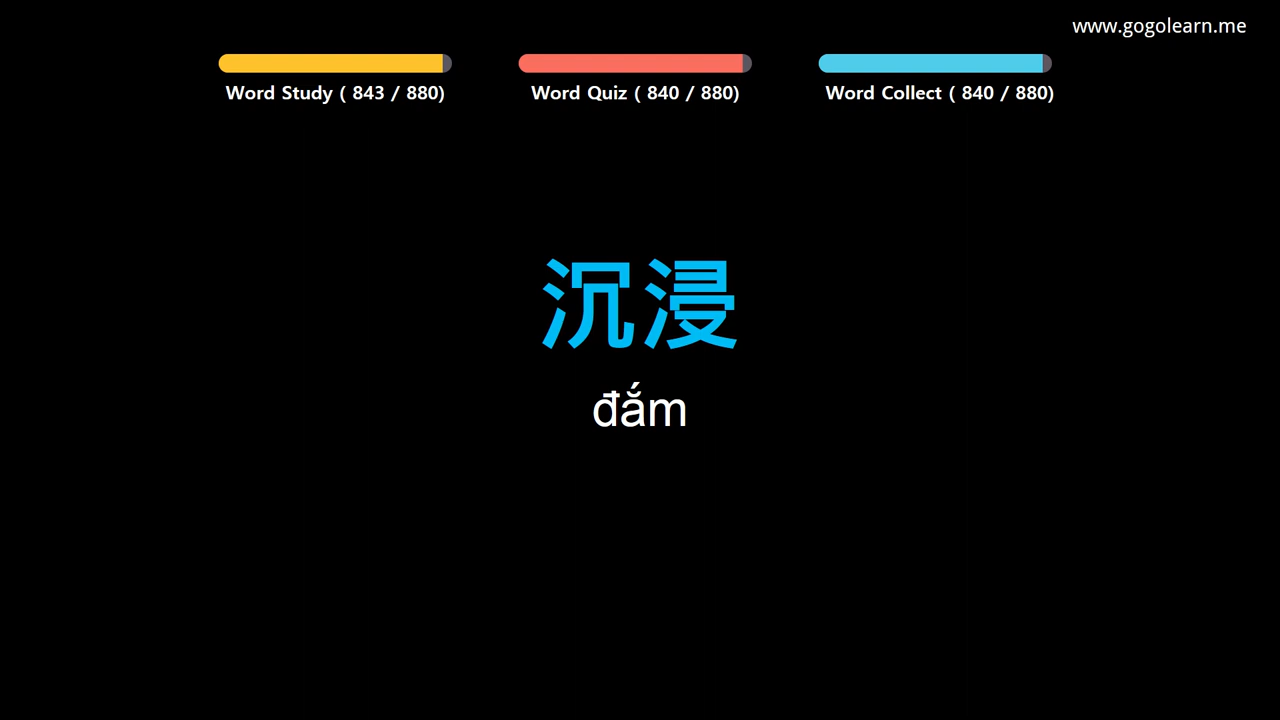 www.gogolearn.me
Word Study ( 843 / 880)
Word Quiz ( 840 / 880)
Word Collect ( 840 / 880)
沉浸
đắm